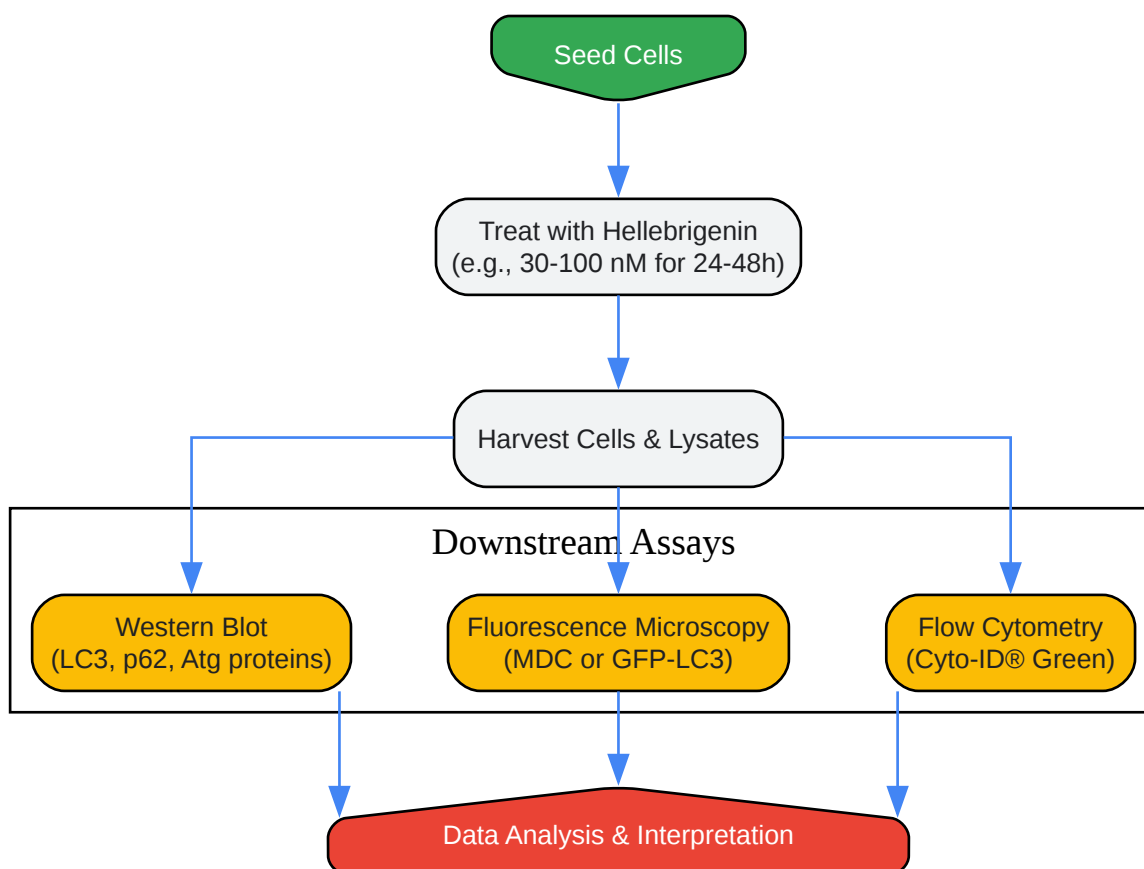 Seed Cells
Treat with Hellebrigenin
(e.g., 30-100 nM for 24-48h)
Harvest Cells & Lysates
Downstream Assays
Western Blot
(LC3, p62, Atg proteins)
Fluorescence Microscopy
(MDC or GFP-LC3)
Flow Cytometry
(Cyto-ID® Green)
Data Analysis & Interpretation